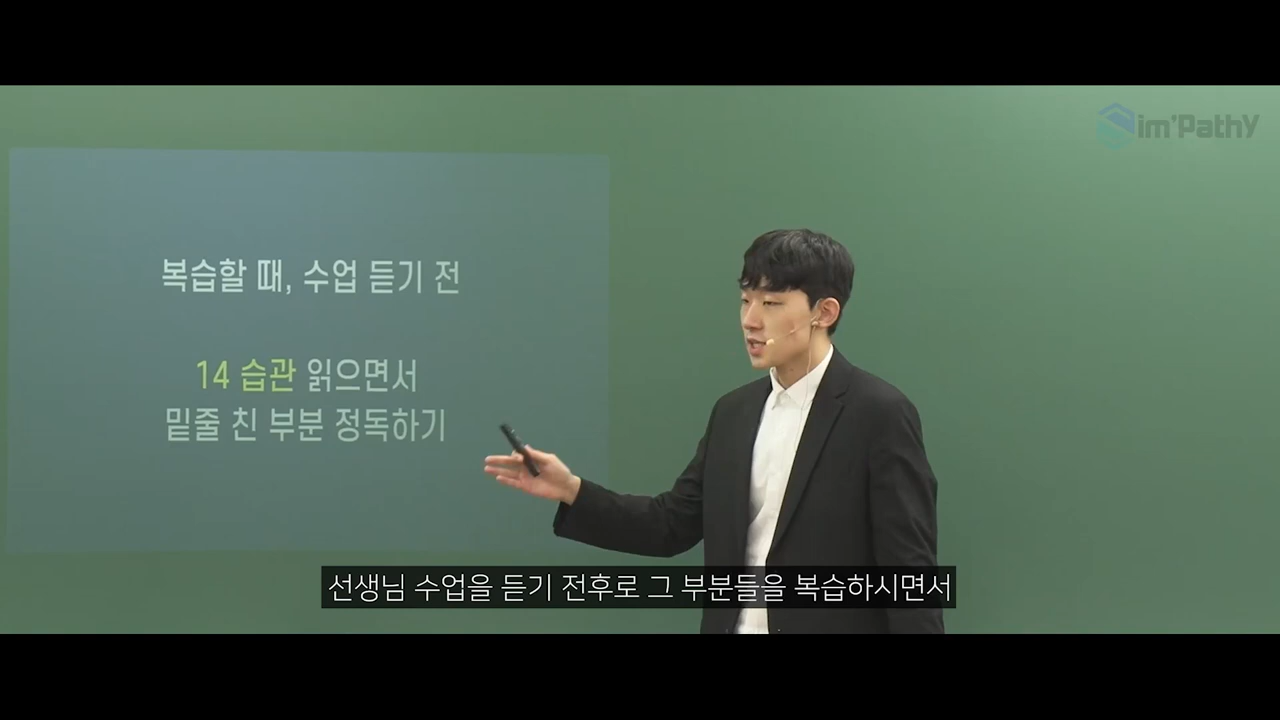 im'PathY
복습할 때, 수업 듣기 전
14 습관 읽으면서
밑줄 친 부분 정독하기
선생님 수업을 듣기 전후로 그 부분들을 복습하시면서